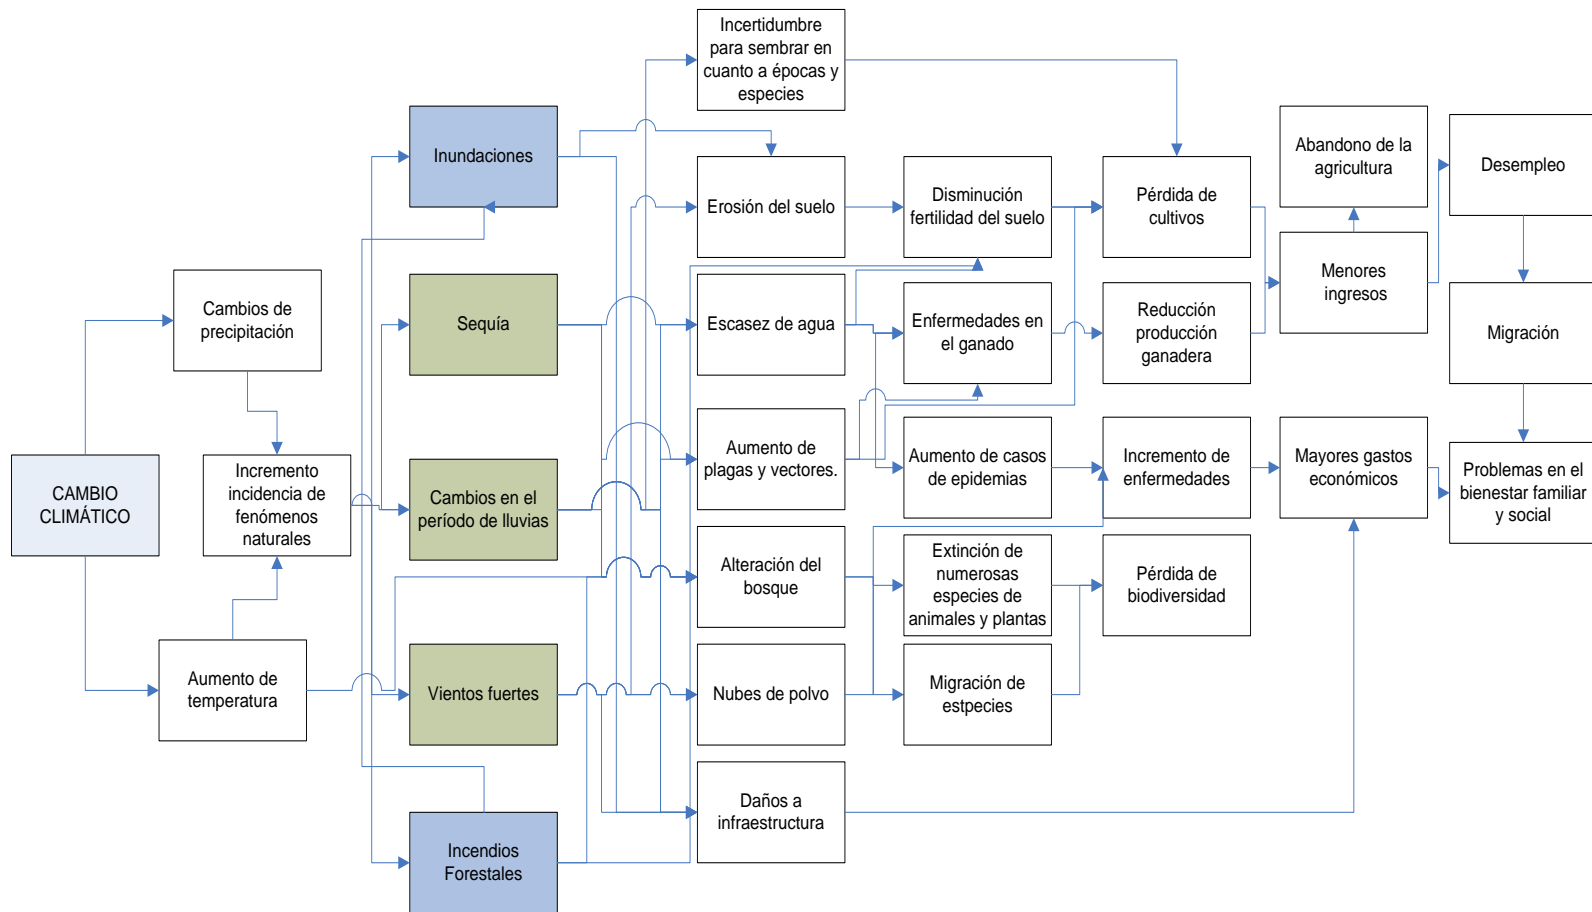 Incertidumbre
para sembrar en
cuanto a épocas y
especies
Inundaciones
Abandono de la
agricultura
Desempleo
Erosión del suelo
Disminución
fertilidad del suelo
Pérdida de
cultivos
Menores
ingresos
Cambios de
precipitación
Sequía
Escasez de agua
Enfermedades en
el ganado
Reducción
producción
ganadera
Migración
CAMBIO
CLIMÁTICO
Incremento
incidencia de
fenómenos
naturales
Cambios en el
período de lluvias
Aumento de
plagas y vectores.
Aumento de casos
de epidemias
Incremento de
enfermedades
Mayores gastos
económicos
Problemas en el
bienestar familiar
y social
Alteración del
bosque
Extinción de
numerosas
especies de
animales y plantas
Pérdida de
biodiversidad
Aumento de
temperatura
Vientos fuertes
Nubes de polvo
Migración de
estpecies
Daños a
infraestructura
Incendios
Forestales